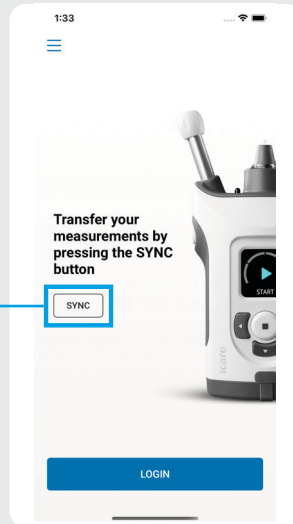 1:33
Transfer your
measurements by
pressing the SYNC
button
SYNC
START
icare
LOGIN